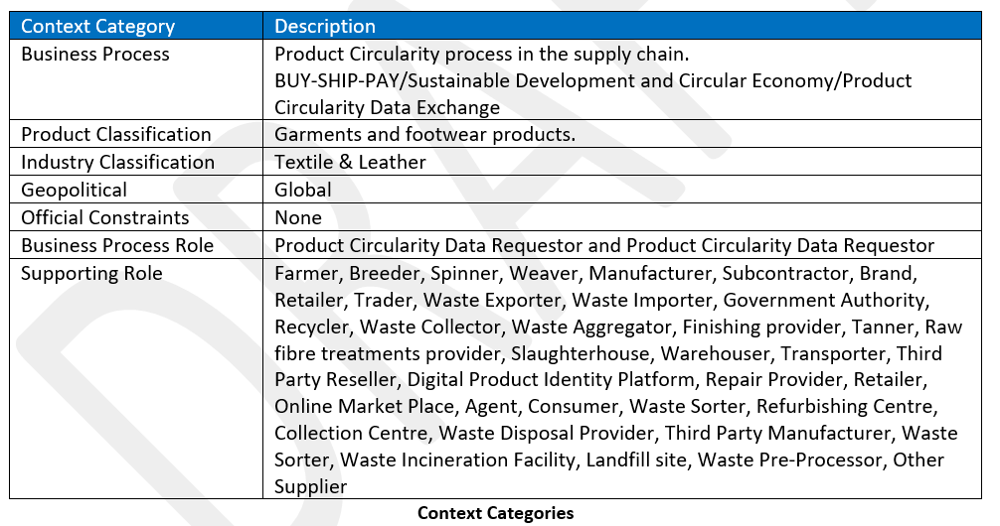 Context Category Description
Business Process Product Circularity process in the supply chain.
BUY-SHIP-PAY/Sustainable Development and Circular Economy/Product
Circularity Data Exchange
Product Classification Garments and footwear products.
Industry Classification Textile & Leather
Geopolitical Global
Official Constraints None
Business Process Role Product Circularity Data Requestor and Product Circularity Data Requestor
Supporting Role Farmer, Breeder, Spinner, Weaver, Manufacturer, Subcontractor, Brand,
Retailer, Trader, Waste Exporter, Waste Importer, Government Authority,
Recycler, Waste Collector, Waste Aggregator, Finishing provider, Tanner, Raw
fibre treatments provider, Slaughterhouse, Warehouser, Transporter, Third
Party Reseller, Digital Product Identity Platform, Repair Provider, Retailer,
Online Market Place, Agent, Consumer, Waste Sorter, Refurbishing Centre,
Collection Centre, Waste Disposal Provider, Third Party Manufacturer, Waste
Sorter, Waste Incineration Facility, Landfill site, Waste Pre-Processor, Other
Supplier
Context Categories